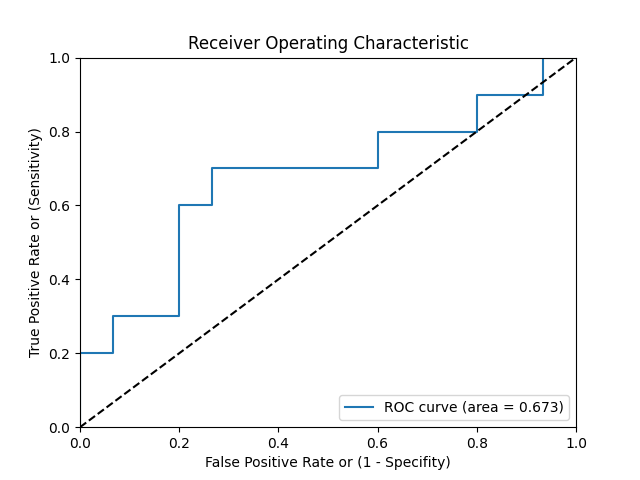 Receiver Operating Characteristic
True Positive Rate or (Sensitivity)
1.0
0.8
0.6
0.4
0.2
0.0
ROC curve (area = 0.673)
0.0 0.2 0.4 0.6 0.8 1.0
False Positive Rate or (1 - Specifity)